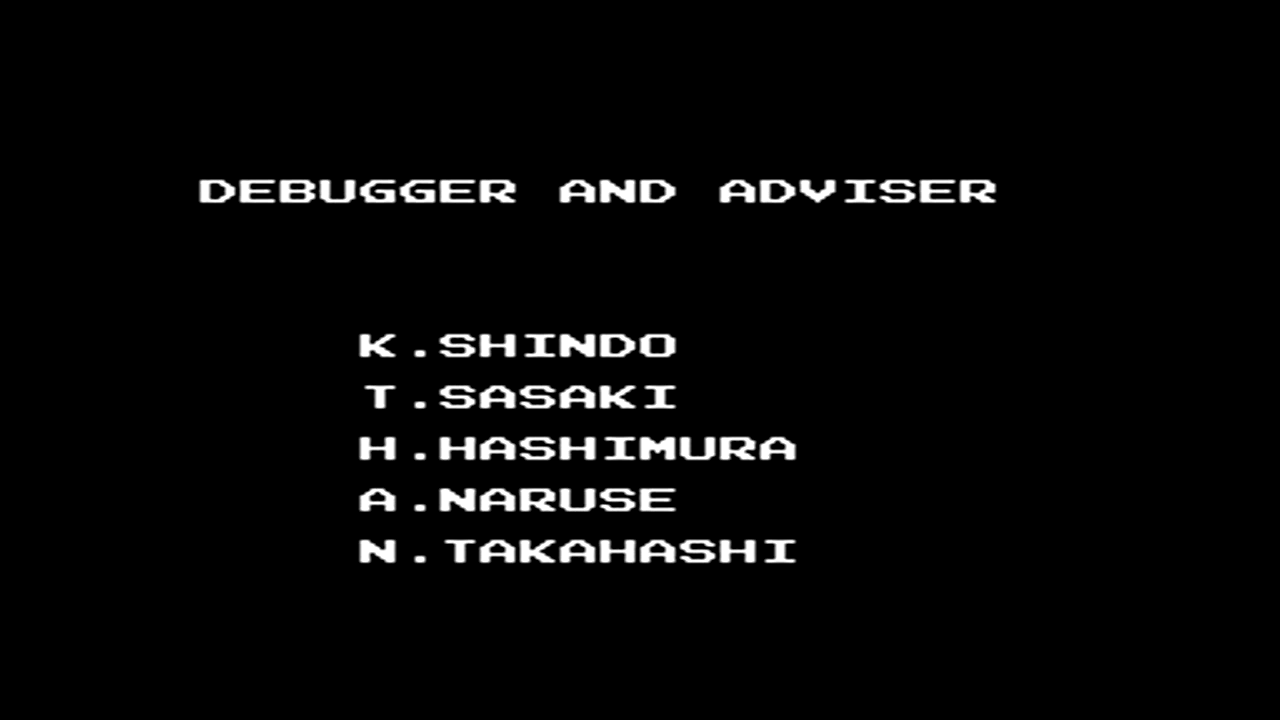 DEBUGGER AND ADVISER
K.SHINDO
T.SASAKI
H.HASHIMURA
A.NARUSE
N.TAKAHASHI